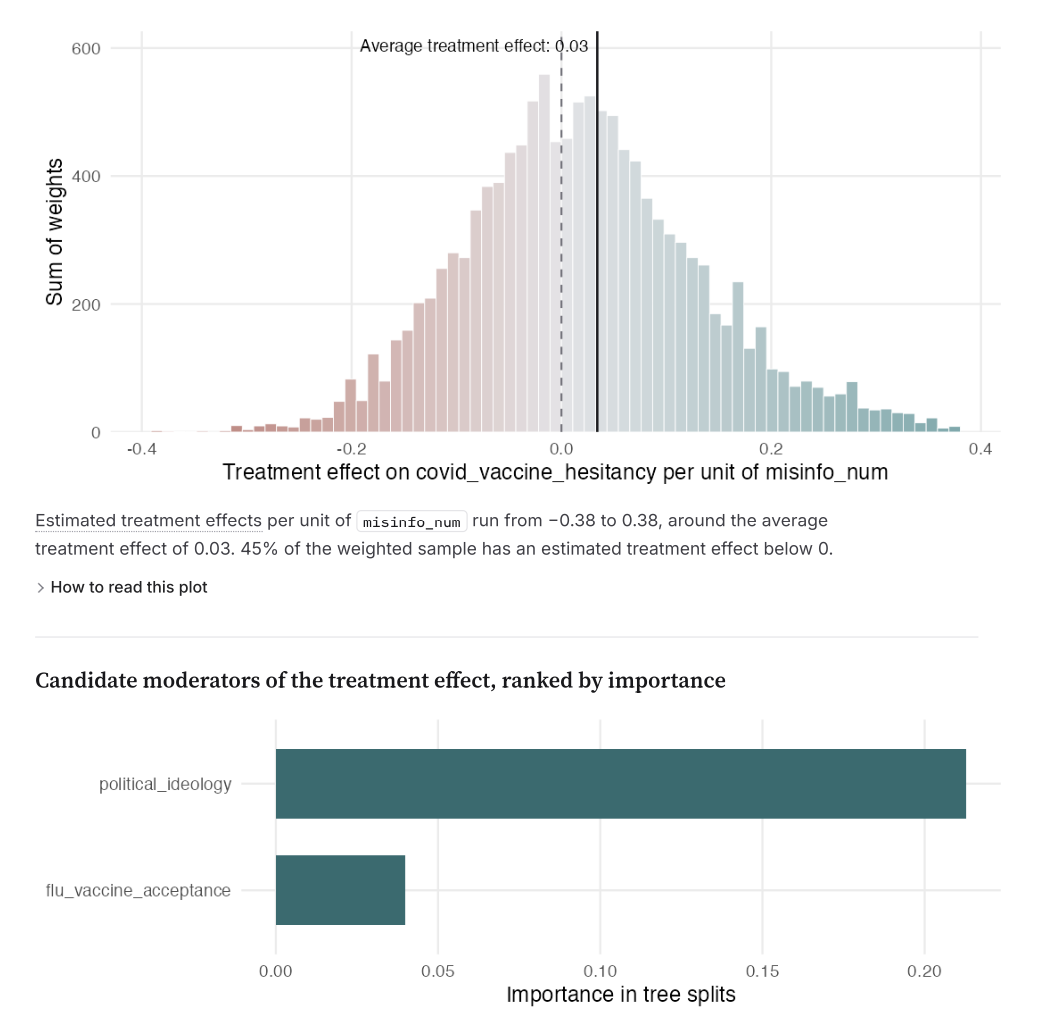 600
Average treatment effect: 0.03
400
Sum of weights
200
0
-0.4 -0.2 0.0 0.2 0.4
Treatment effect on covid_vaccine_hesitancy per unit of misinfo_num
Estimated treatment effects per unit of misinfo_num run from −0.38 to 0.38, around the average
treatment effect of 0.03. 45% of the weighted sample has an estimated treatment effect below 0.
How to read this plot
Candidate moderators of the treatment effect, ranked by importance
political_ideology
flu_vaccine_acceptance
0.00 0.05 0.10 0.15 0.20
Importance in tree splits